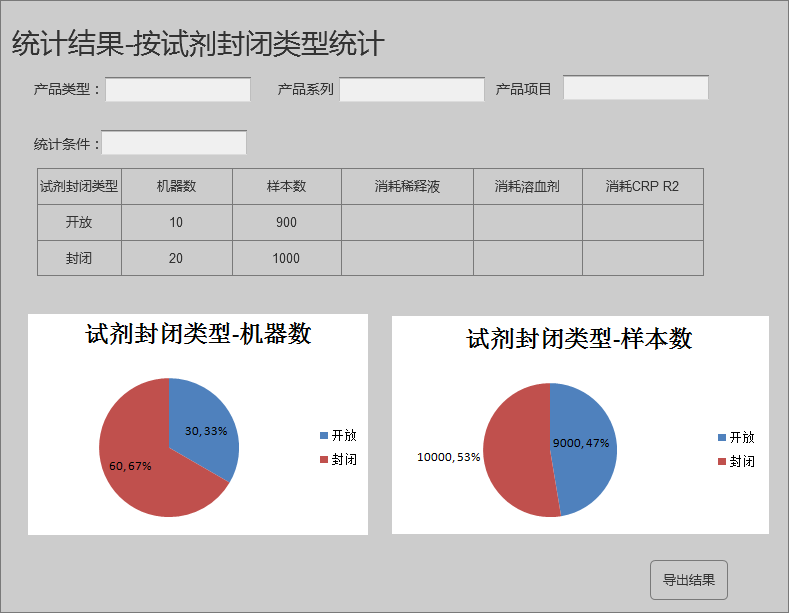 统计结果-按试剂封闭类型统计
产品类型： 产品系列 产品项目
统计条件：
试剂封闭类型 机器数 样本数 消耗稀释液 消耗溶血剂 消耗CRP R2
开放 10 900
封闭 20 1000
试剂封闭类型-机器数
30,33%
60,67%
开放
封闭
试剂封闭类型-样本数
9000,47%
10000,53%
开放
封闭
导出结果